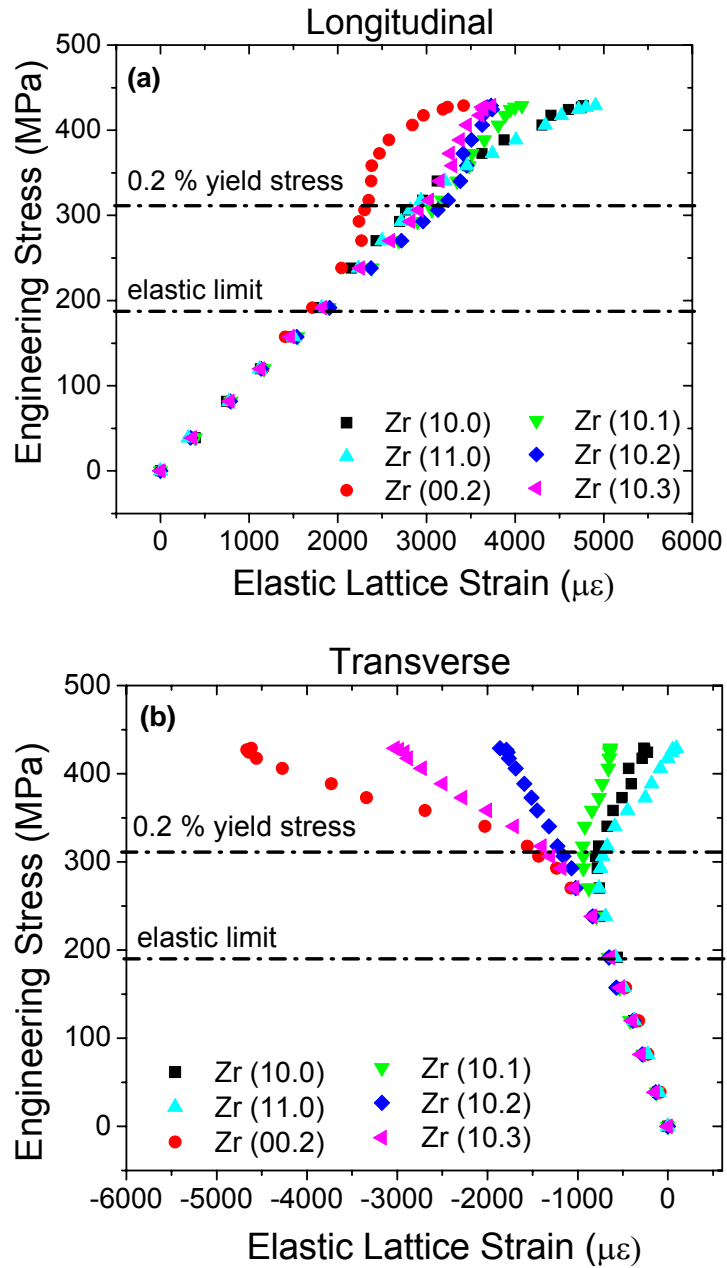 Longitudinal
(a)
500
400
300
200
100
0
Engineering Stress (MPa)
0.2 % yield stress
elastic limit
Zr (10.0)
Zr (11.0)
Zr (00.2)
Zr (10.1)
Zr (10.2)
Zr (10.3)
0 1000 2000 3000 4000 5000 6000
Elastic Lattice Strain (με)
Transverse
(b)
500
400
300
200
100
0
Engineering Stress (MPa)
0.2 % yield stress
elastic limit
Zr (10.0)
Zr (11.0)
Zr (00.2)
Zr (10.1)
Zr (10.2)
Zr (10.3)
-6000 -5000 -4000 -3000 -2000 -1000 0
Elastic Lattice Strain (με)